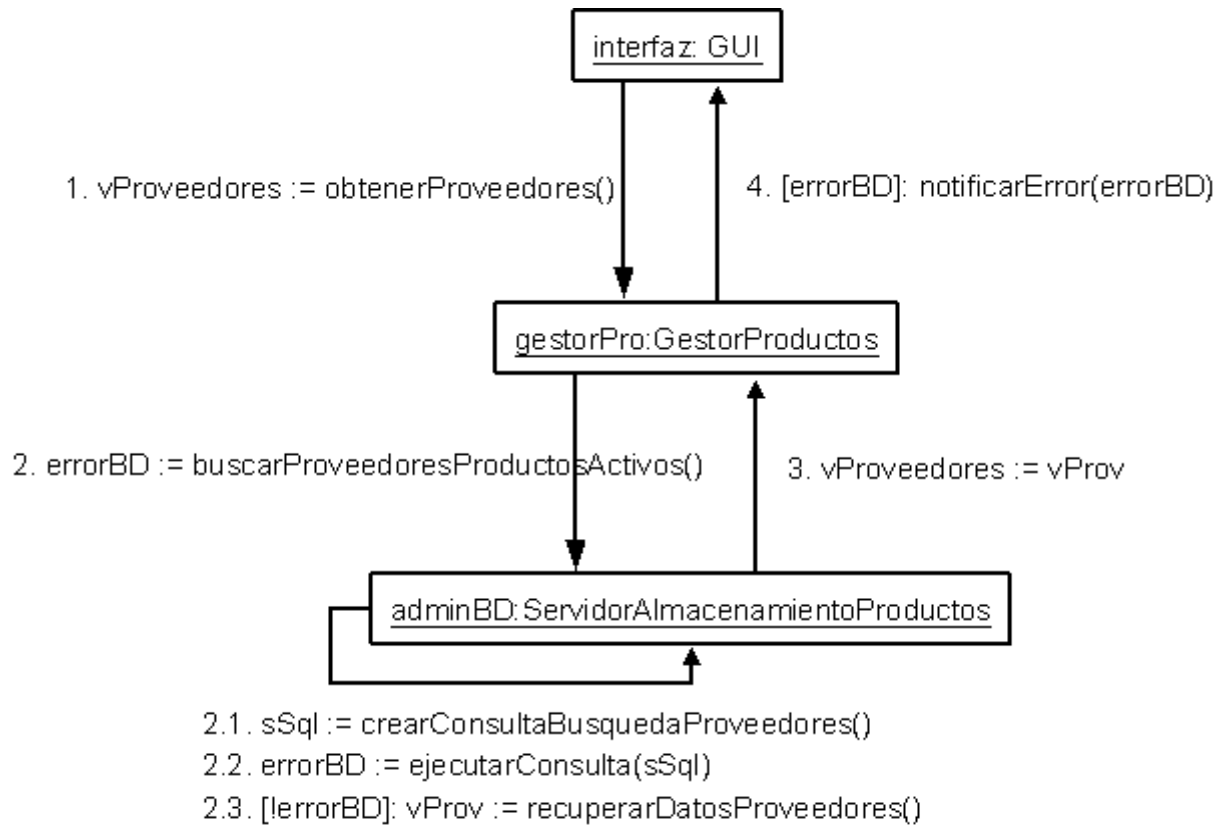 interfaz: GUI
1. vProveedores := obtenerProveedores()
4. [errorBD]: notificarError(errorBD)
gestorPro:GestorProductos
2. errorBD := buscarProveedoresProductosActivos()
3. vProveedores := vProv
adminBD:ServidorAlmacenamientoProductos
2.1. sSql := crearConsultaBusquedaProveedores()
2.2. errorBD := ejecutarConsulta(sSql)
2.3. [!errorBD]: vProv := recuperarDatosProveedores()